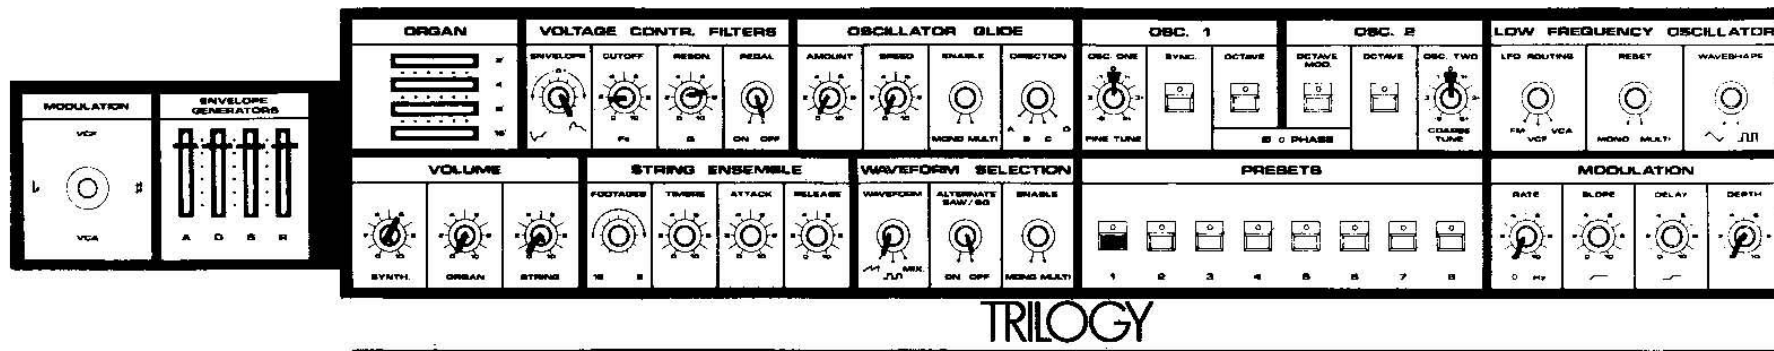 ORGAN
VOLTAGE CONTR. FILTERS
OSCILLATOR GLIDE
OSC. 1
OSC. 2
LOW FREQUENCY OSCILLATOR
ENVELOPE CUTOFF RESON. PEDAL
AMOUNT SPEED ENABLE DIRECTION
OSC. ONE SYNC. OCTAVE
OCTAVE MOD. OCTAVE OSC. TWO
LFO ROUTING RESET WAVESHAPE
ON OFF
MONO MULTI
A B C D
FINE TUNE
PHASE
COARSE TUNE
FM VCF VCA
MONO MULTI
MODULATION
VCF
VCA
ENVELOPE
GENERATORS
A D S R
VOLUME
STRING ENSEMBLE
WAVEFORM SELECTION
PRESETS
MODULATION
FOOTAGES TIMBRE ATTACK RELEASE
WAVEFORM ALTERNATE SAW/SQ ENABLE
RATE SLOPE DELAY DEPTH
SYNTH. ORGAN STRING
16 8
MIX.
ON OFF
MONO MULTI
1 2 3 4 5 6 7 8
TRILOGY